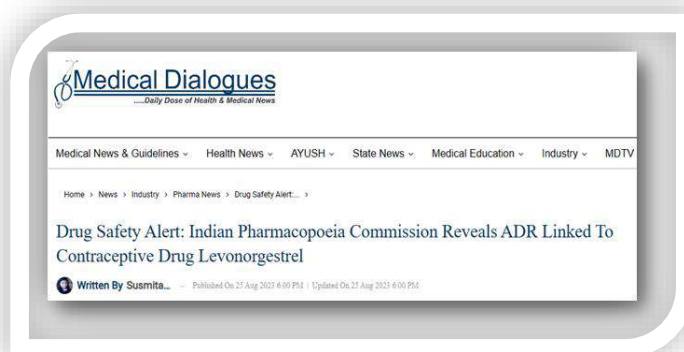 Medical Dialogues
.....Daily Dose of Health & Medical News
Medical News & Guidelines Health News AYUSH State News Medical Education Industry MDTV
Home > News > Industry > Pharma News > Drug Safety Alert:... >
Drug Safety Alert: Indian Pharmacopoeia Commission Reveals ADR Linked To
Contraceptive Drug Levonorgestrel
Written By Susmita... – Published On 25 Aug 2023 6:00 PM | Updated On 25 Aug 2023 6:00 PM